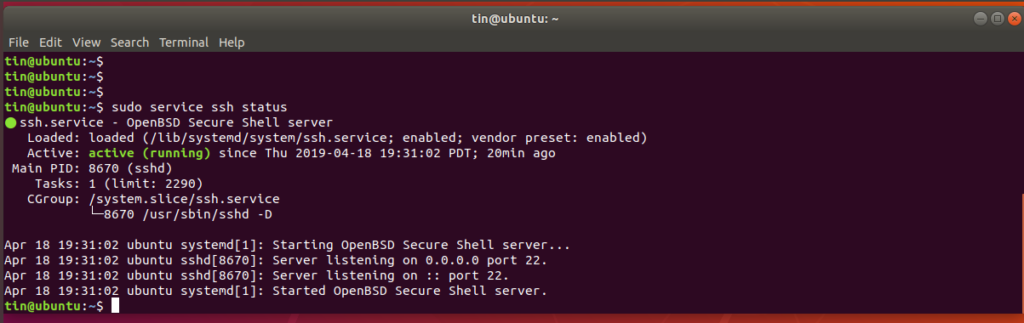 tin@ubuntu: ~
File Edit View Search Terminal Help
tin@ubuntu:~$
tin@ubuntu:~$
tin@ubuntu:~$
tin@ubuntu:~$ sudo service ssh status
● ssh.service - OpenBSD Secure Shell server
   Loaded: loaded (/lib/systemd/system/ssh.service; enabled; vendor preset: enabled)
   Active: active (running) since Thu 2019-04-18 19:31:02 PDT; 20min ago
 Main PID: 8670 (sshd)
    Tasks: 1 (limit: 2290)
   CGroup: /system.slice/ssh.service
           └─8670 /usr/sbin/sshd -D
Apr 18 19:31:02 ubuntu systemd[1]: Starting OpenBSD Secure Shell server...
Apr 18 19:31:02 ubuntu sshd[8670]: Server listening on 0.0.0.0 port 22.
Apr 18 19:31:02 ubuntu sshd[8670]: Server listening on :: port 22.
Apr 18 19:31:02 ubuntu systemd[1]: Started OpenBSD Secure Shell server.
tin@ubuntu:~$